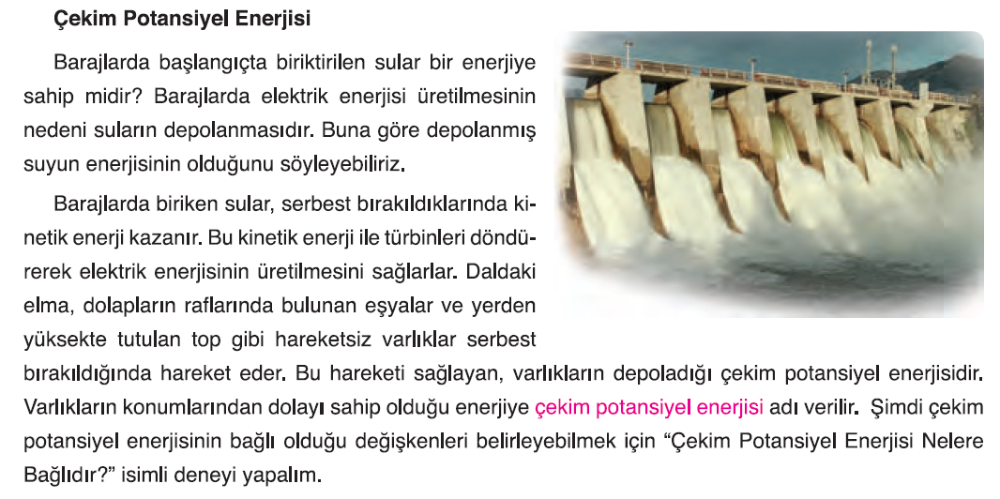 Çekim Potansiyel Enerjisi
Barajlarda başlangıçta biriktirilen sular bir enerjiye
sahip midir? Barajlarda elektrik enerjisi üretilmesinin
nedeni suların depolanmasıdır. Buna göre depolanmış
suyun enerjisinin olduğunu söyleyebiliriz.
Barajlarda biriken sular, serbest bırakıldıklarında ki-
netik enerji kazanır. Bu kinetik enerji ile türbinleri döndü-
rerek elektrik enerjisinin üretilmesini sağlarlar. Daldaki
elma, dolapların raflarında bulunan eşyalar ve yerden
yüksekte tutulan top gibi hareketsiz varlıklar serbest
bırakıldığında hareket eder. Bu hareketi sağlayan, varlıkların depoladığı çekim potansiyel enerjisidir.
Varlıkların konumlarından dolayı sahip olduğu enerjiye çekim potansiyel enerjisi adı verilir. Şimdi çekim
potansiyel enerjisinin bağlı olduğu değişkenleri belirleyebilmek için “Çekim Potansiyel Enerjisi Nelere
Bağlıdır?” isimli deneyi yapalım.